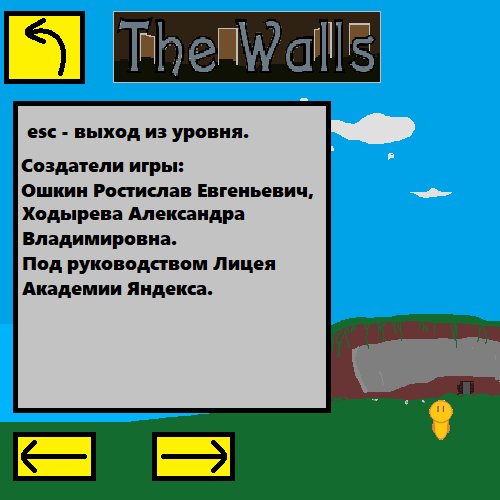 The Walls
esc - выход из уровня.
Создатели игры:
Ошкин Ростислав Евгеньевич,
Ходырева Александра
Владимировна.
Под руководством Лицея
Академии Яндекса.